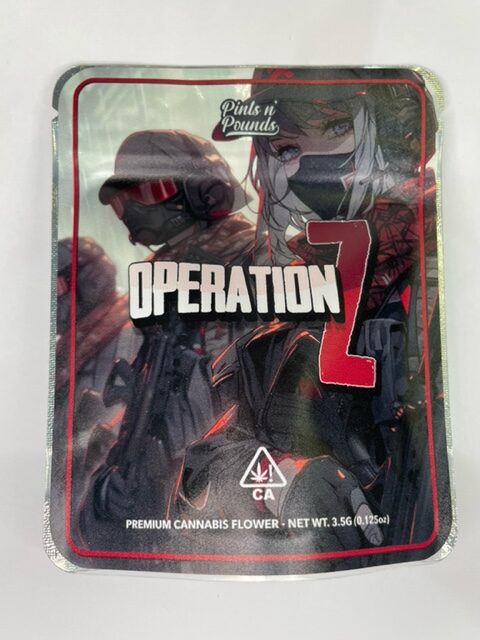 Pints n'
Pounds
OPERATION Z
!
CA
PREMIUM CANNABIS FLOWER - NET WT. 3.5G (0.125oz)